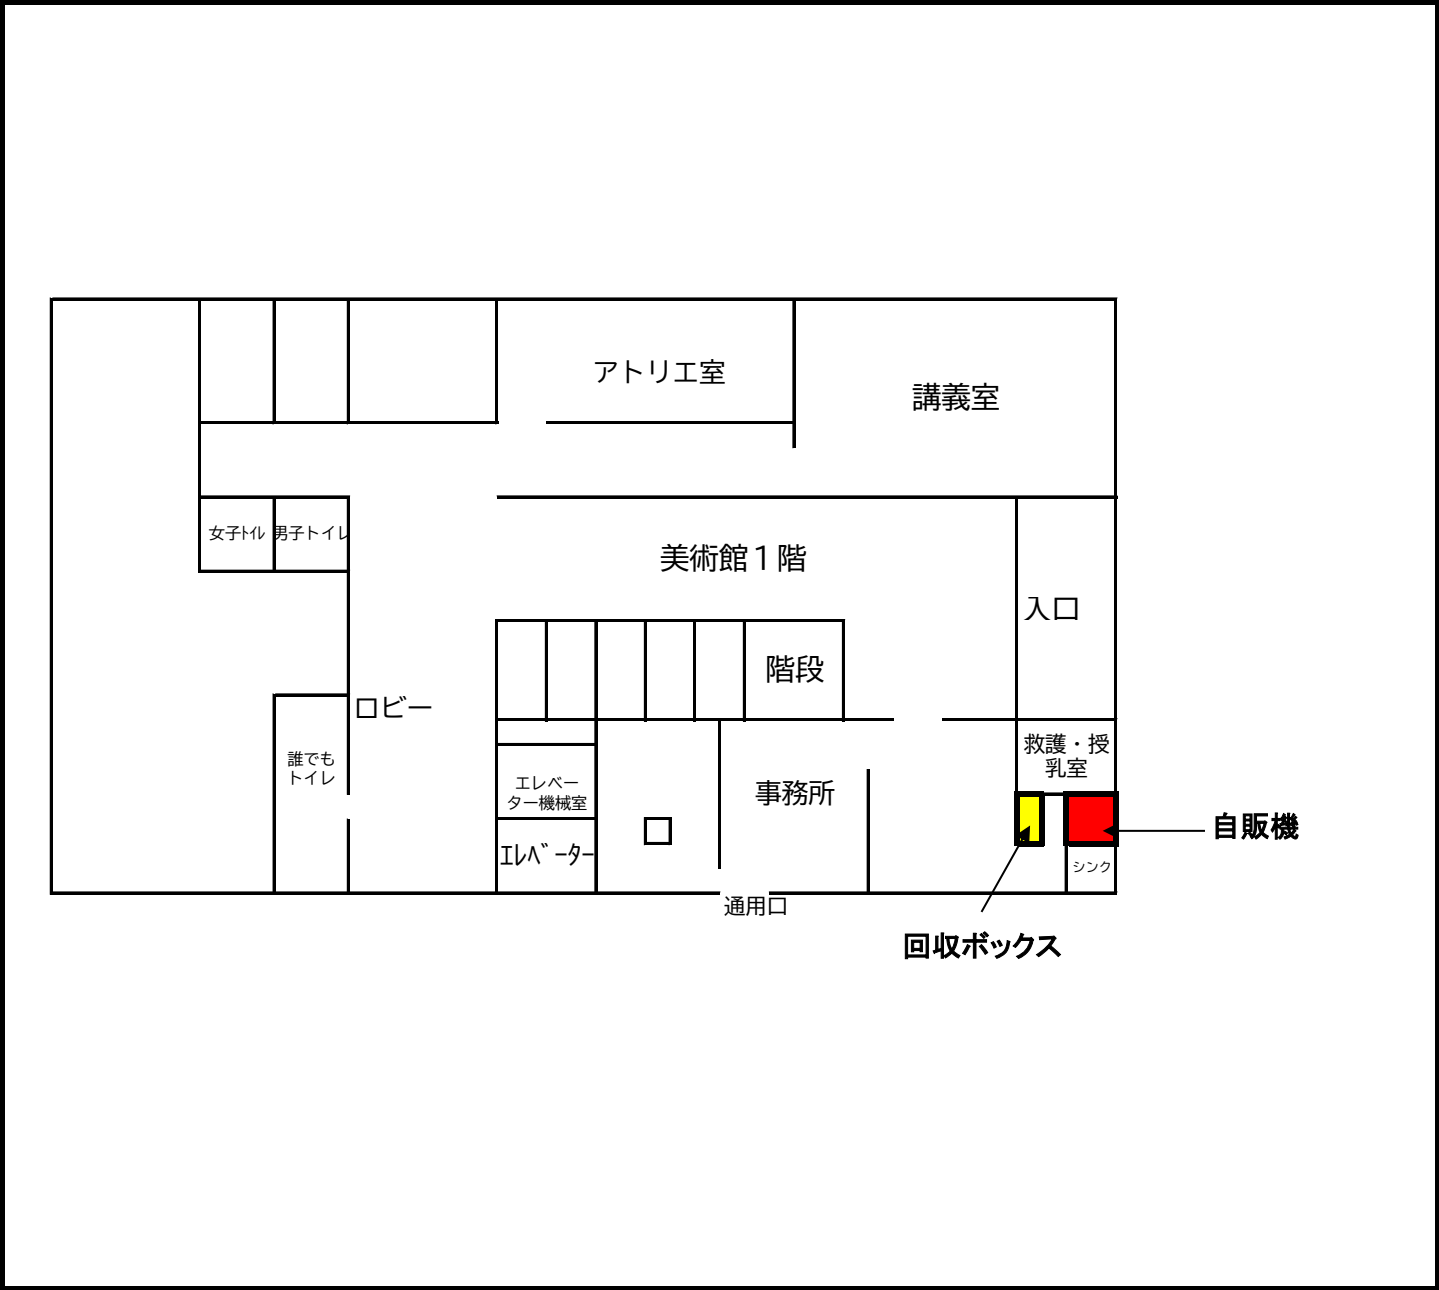 アトリエ室
講義室
女子ﾄｲﾚ
男子トイレ
美術館１階
入口
階段
ロビー
救護・授
乳室
誰でも
トイレ
エレベー
ター機械室
事務所
自販機
ｴﾚﾍﾞｰﾀｰ
シンク
通用口
回収ボックス